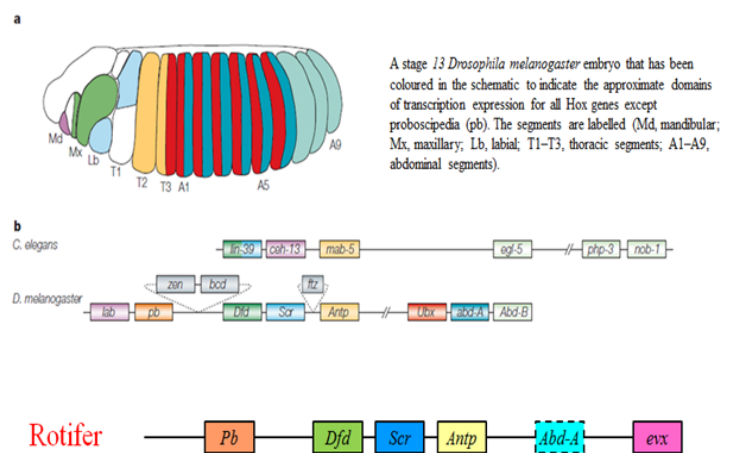 a
A stage 13 Drosophila melanogaster embryo that has been
coloured in the schematic to indicate the approximate domains
of transcription expression for all Hox genes except
proboscipedia (pb). The segments are labelled (Md, mandibular;
Mx, maxillary; Lb, labial; T1–T3, thoracic segments; A1–A9,
abdominal segments).
Md
Mx
Lb
T1
T2
T3
A1
A5
A9
b
C. elegans
lin-39 ceh-13 mab-5 egl-5 php-3 nob-1
zen bcd ftz
D. melanogaster
lab pb Dfd Scr Antp Ubx abd-A Abd-B
Rotifer Pb Dfd Scr Antp Abd-A evx